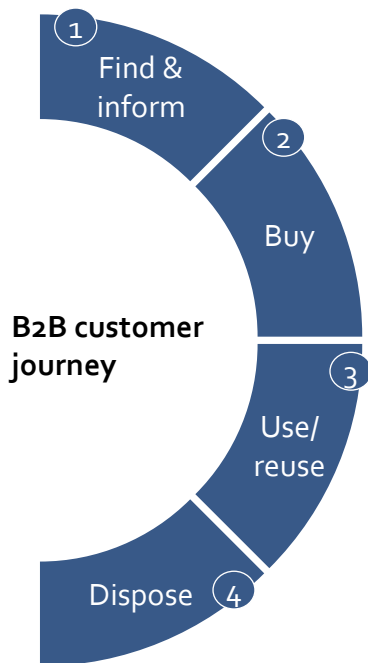 1
Find &
inform
2
Buy
B2B customer
journey
3
Use/
reuse
Dispose
4